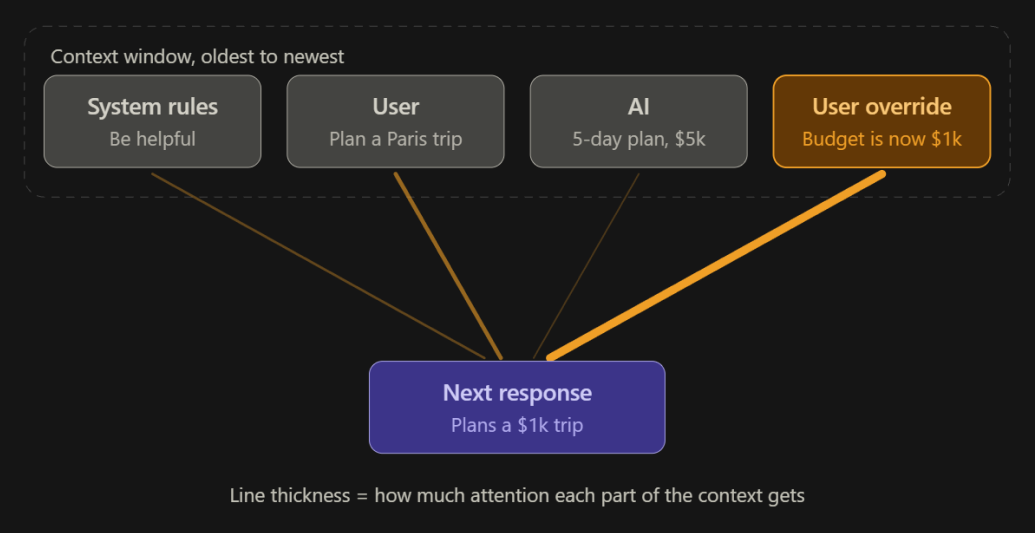 Context window, oldest to newest
System rules
Be helpful
User
Plan a Paris trip
AI
5-day plan, $5k
User override
Budget is now $1k
Next response
Plans a $1k trip
Line thickness = how much attention each part of the context gets